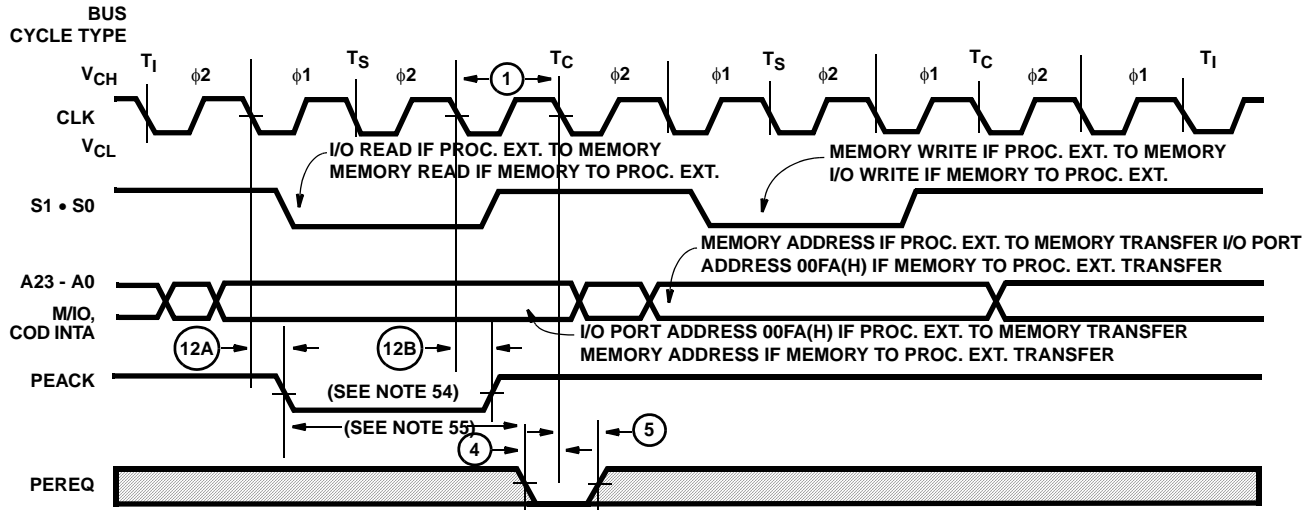 BUS
CYCLE TYPE
TI TS TC TS TC TI
VCH ϕ2 ϕ1 ϕ2 1 ϕ2 ϕ1 ϕ2 ϕ1 ϕ2 ϕ1
CLK
VCL
I/O READ IF PROC. EXT. TO MEMORY
MEMORY READ IF MEMORY TO PROC. EXT.
MEMORY WRITE IF PROC. EXT. TO MEMORY
I/O WRITE IF MEMORY TO PROC. EXT.
S1 • S0
MEMORY ADDRESS IF PROC. EXT. TO MEMORY TRANSFER I/O PORT
ADDRESS 00FA(H) IF MEMORY TO PROC. EXT. TRANSFER
A23 - A0
M/IO,
COD INTA
I/O PORT ADDRESS 00FA(H) IF PROC. EXT. TO MEMORY TRANSFER
MEMORY ADDRESS IF MEMORY TO PROC. EXT. TRANSFER
12A 12B
PEACK
(SEE NOTE 54)
(SEE NOTE 55)
4 5
PEREQ